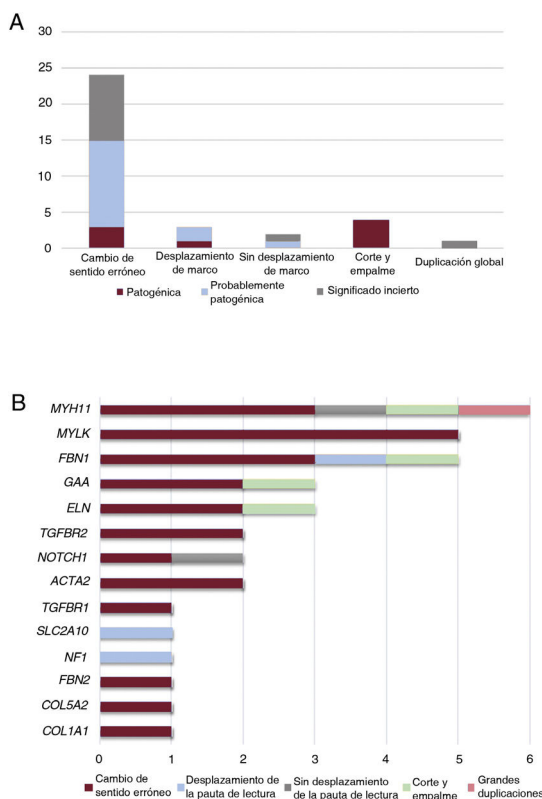 A
30
25
20
15
10
5
0
Cambio de
sentido erróneo
Desplazamiento
de marco
Sin desplazamiento
de marco
Corte y
empalme
Duplicación global
Patogénica
Probablemente
patogénica
Significado incierto
B
MYH11
MYLK
FBN1
GAA
ELN
TGFBR2
NOTCH1
ACTA2
TGFBR1
SLC2A10
NF1
FBN2
COL5A2
COL1A1
0 1 2 3 4 5 6
Cambio de
sentido erróneo
Desplazamiento de
la pauta de lectura
Sin desplazamiento
de la pauta de lectura
Corte y
empalme
Grandes
duplicaciones